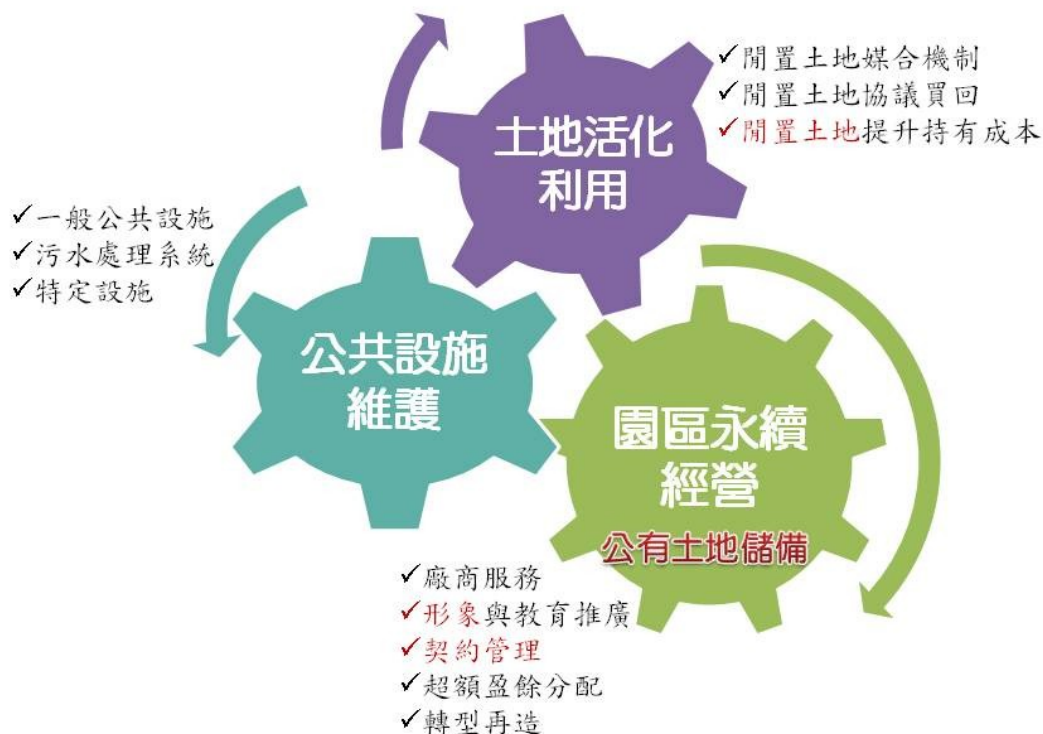 土地活化
利用
✓閒置土地媒合機制
✓閒置土地協議買回
✓閒置土地提升持有成本
✓一般公共設施
✓污水處理系統
✓特定設施
公共設施
維護
園區永續
經營
公有土地儲備
✓廠商服務
✓形象與教育推廣
✓契約管理
✓超額盈餘分配
✓轉型再造